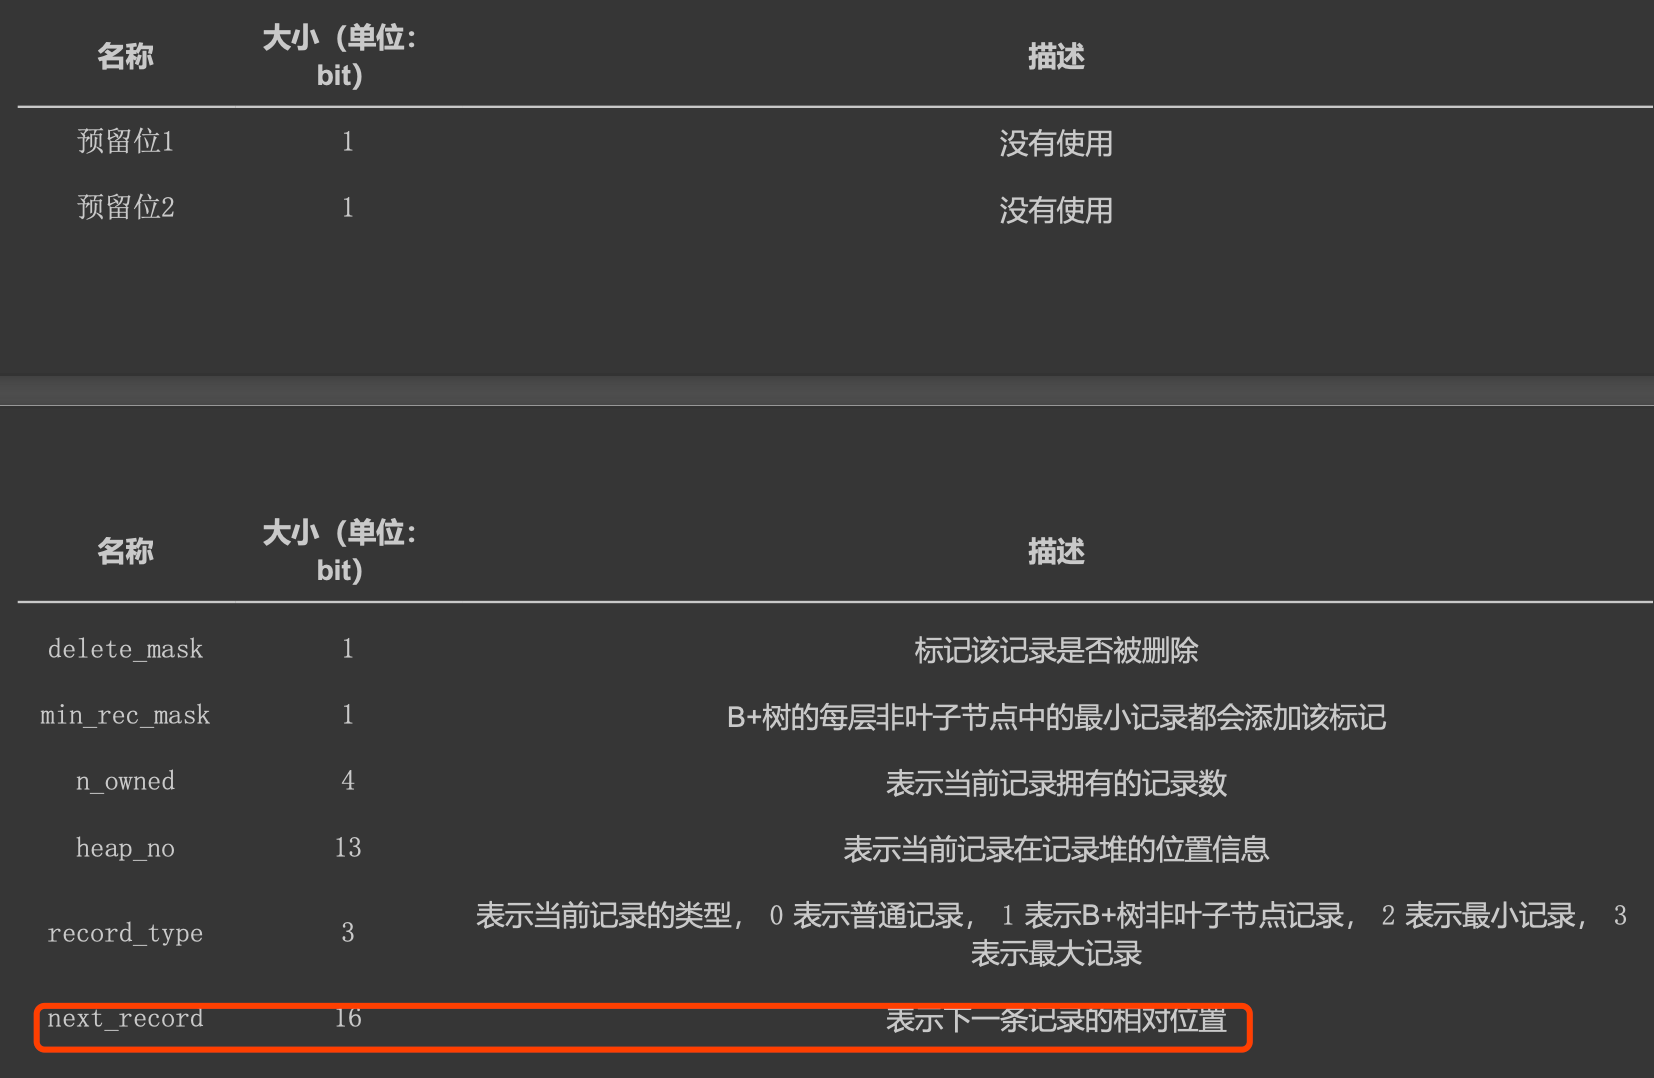 名称 大小（单位：bit） 描述
预留位1 1 没有使用
预留位2 1 没有使用
名称 大小（单位：bit） 描述
delete_mask 1 标记该记录是否被删除
min_rec_mask 1 B+树的每层非叶子节点中的最小记录都会添加该标记
n_owned 4 表示当前记录拥有的记录数
heap_no 13 表示当前记录在记录堆的位置信息
record_type 3 表示当前记录的类型， 0 表示普通记录， 1 表示B+树非叶子节点记录， 2 表示最小记录， 3
表示最大记录
next_record 16 表示下一条记录的相对位置